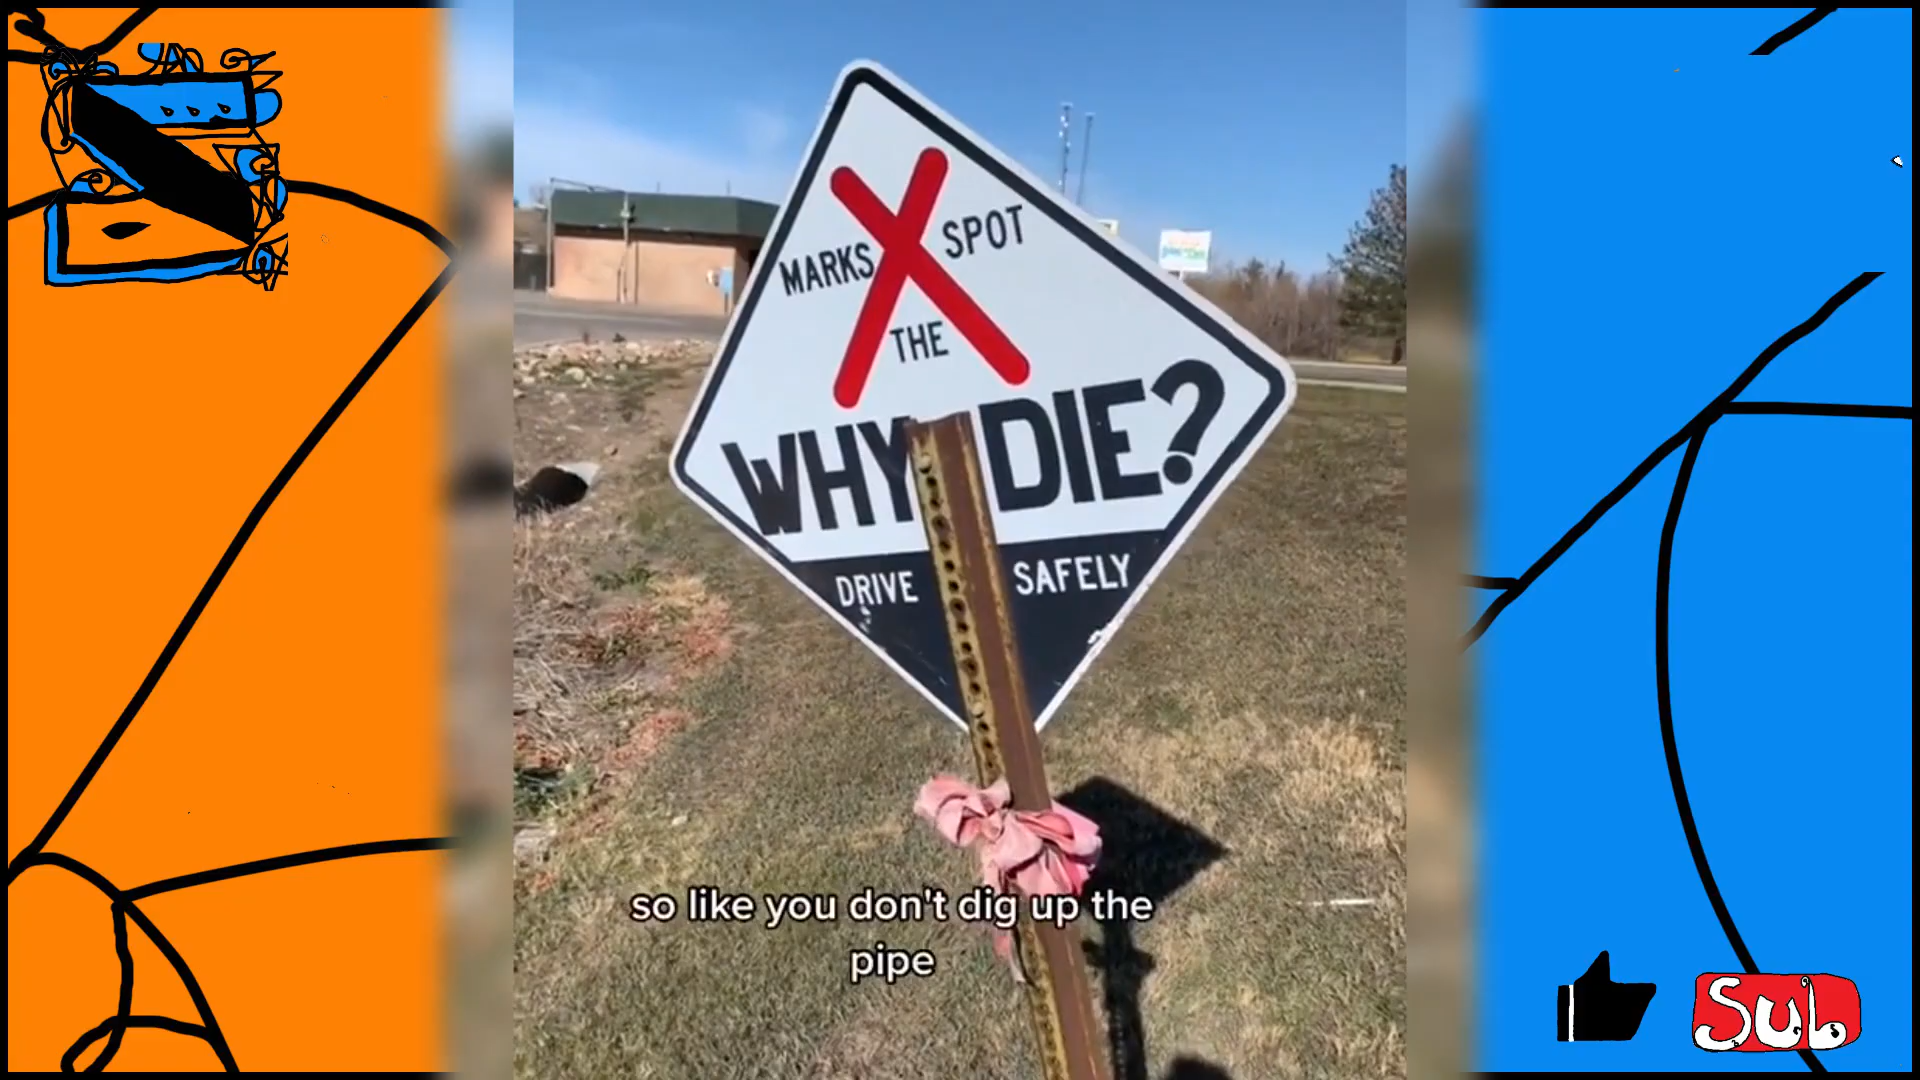 X
MARKS SPOT
THE
WHY DIE?
DRIVE SAFELY
so like you don't dig up the
pipe
Sub